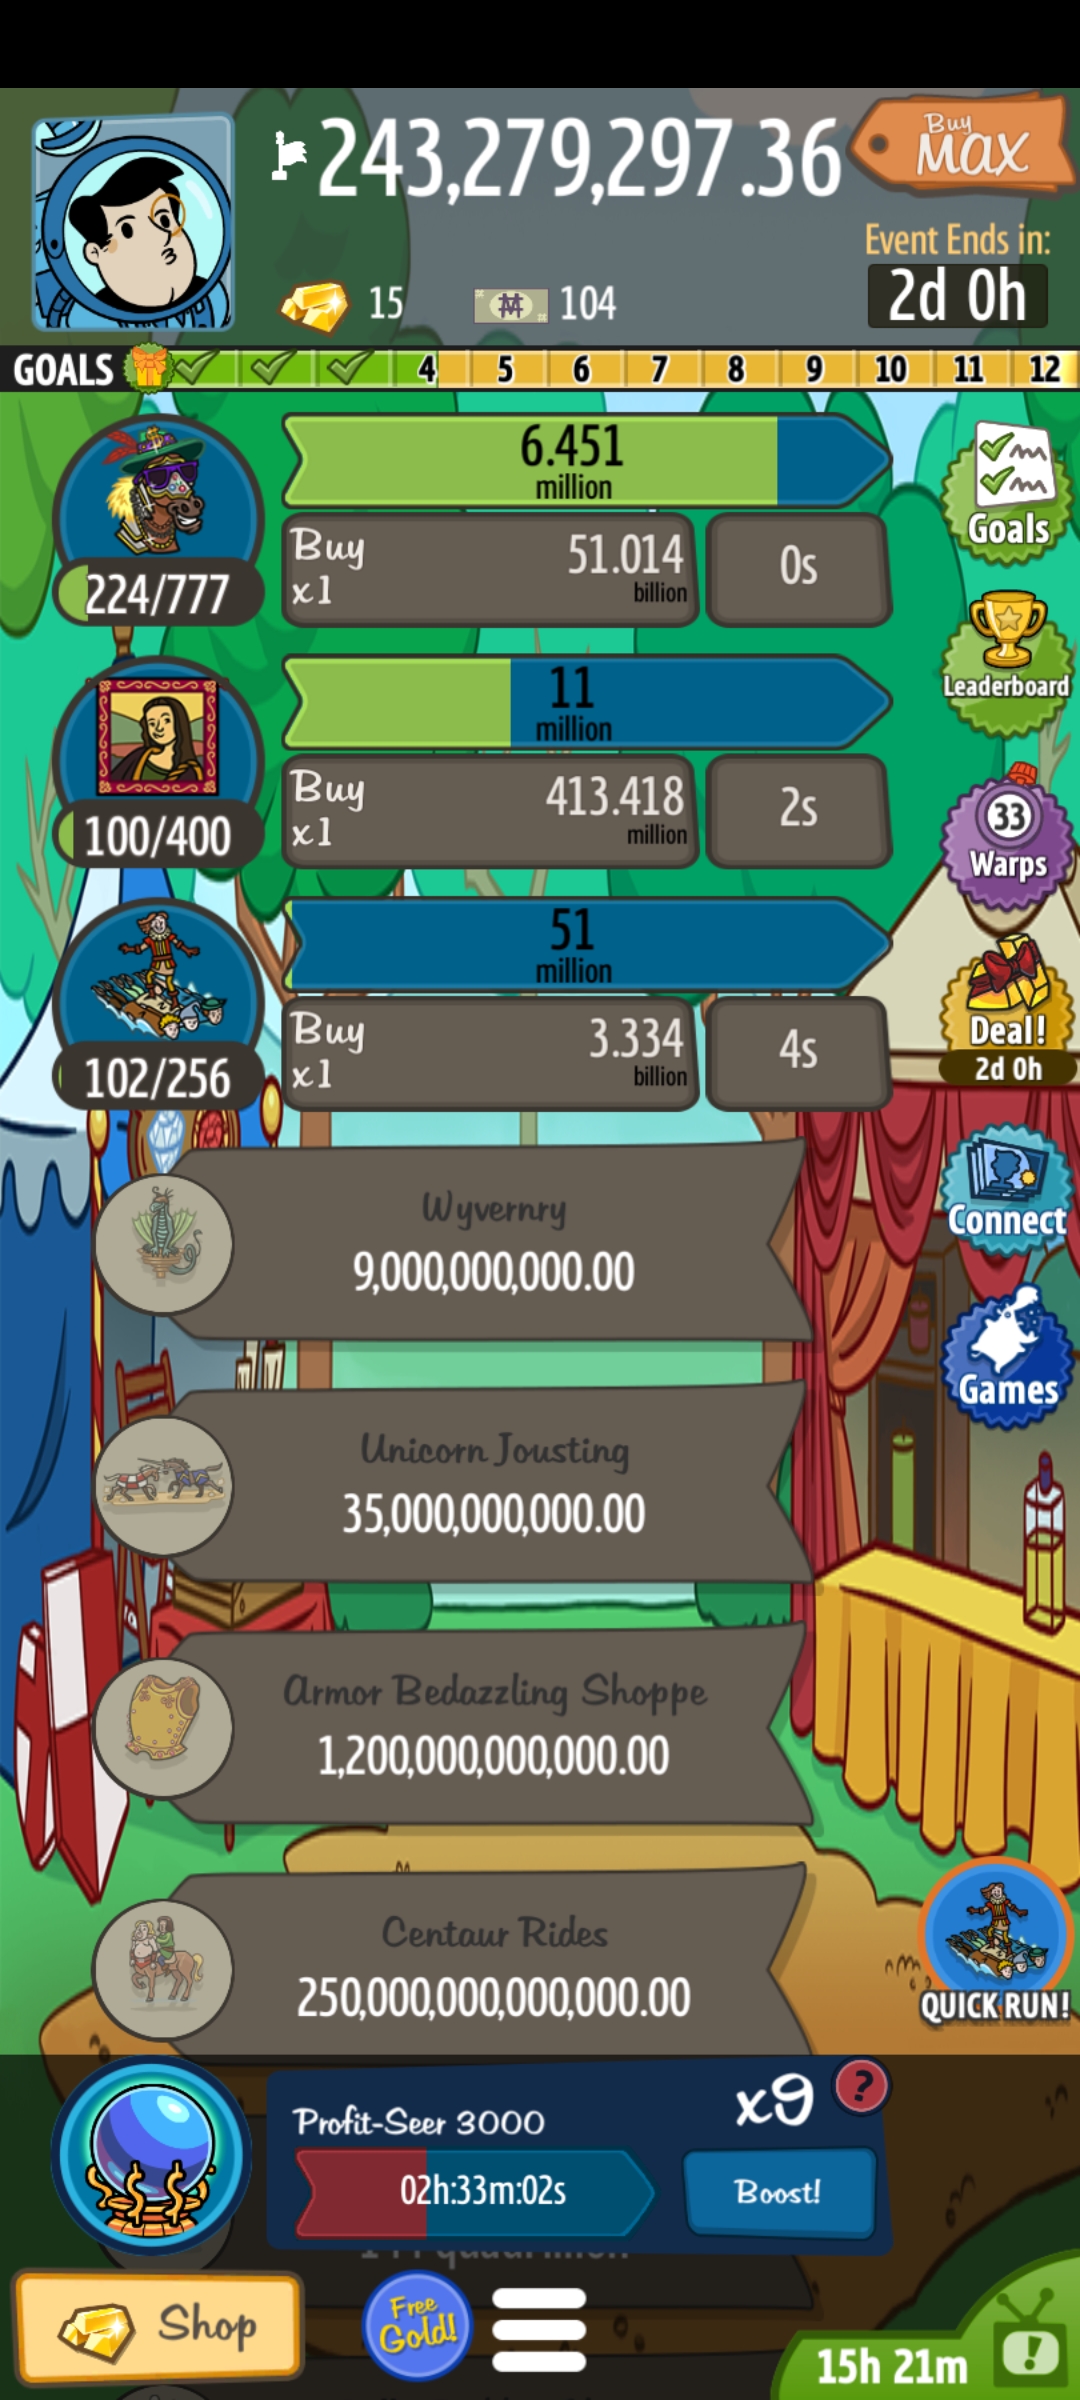 243,279,297.36
Buy
MAX
Event Ends in:
2d 0h
15
104
GOALS 4 5 6 7 8 9 10 11 12
6.451
million
Buy
x1
51.014
billion
0s
224/777
Goals
11
million
Buy
x1
413.418
million
2s
100/400
Leaderboard
33
Warps
51
million
Buy
x1
3.334
billion
4s
102/256
Deal!
2d 0h
Wyvernry
9,000,000,000.00
Connect
Unicorn Jousting
35,000,000,000.00
Games
Armor Bedazzling Shoppe
1,200,000,000,000.00
Centaur Rides
250,000,000,000,000.00
QUICK RUN!
Profit-Seer 3000
x9
?
02h:33m:02s
Boost!
Shop
Free
Gold!
15h 21m
!